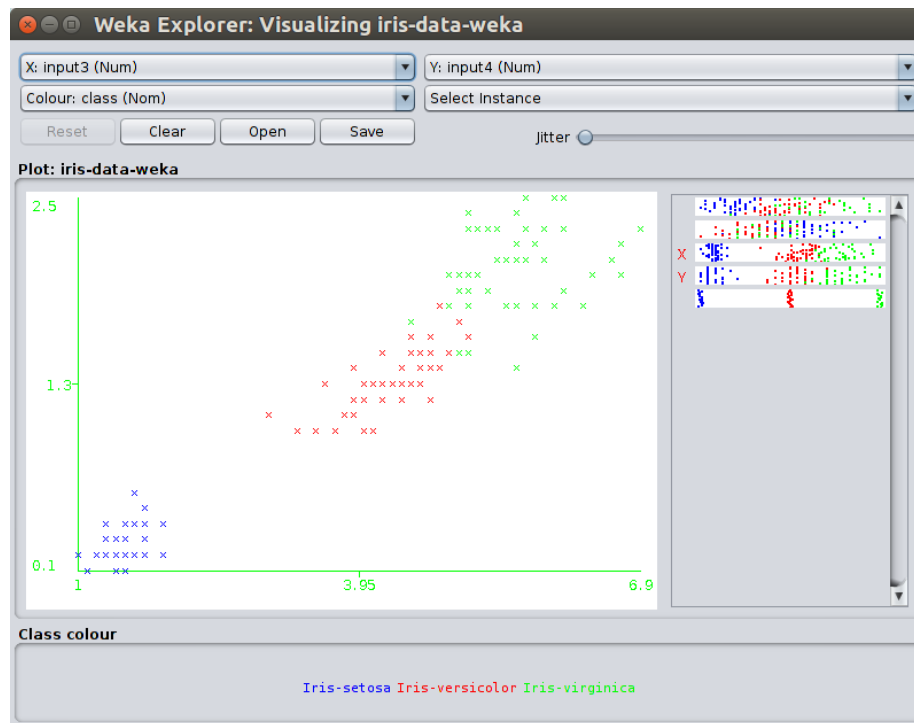 Weka Explorer: Visualizing iris-data-weka
X: input3 (Num) Y: input4 (Num)
Colour: class (Nom) Select Instance
Reset Clear Open Save Jitter
Plot: iris-data-weka
2.5
1.3
0.1
1 3.95 6.9
X
Y
Class colour
Iris-setosa Iris-versicolor Iris-virginica